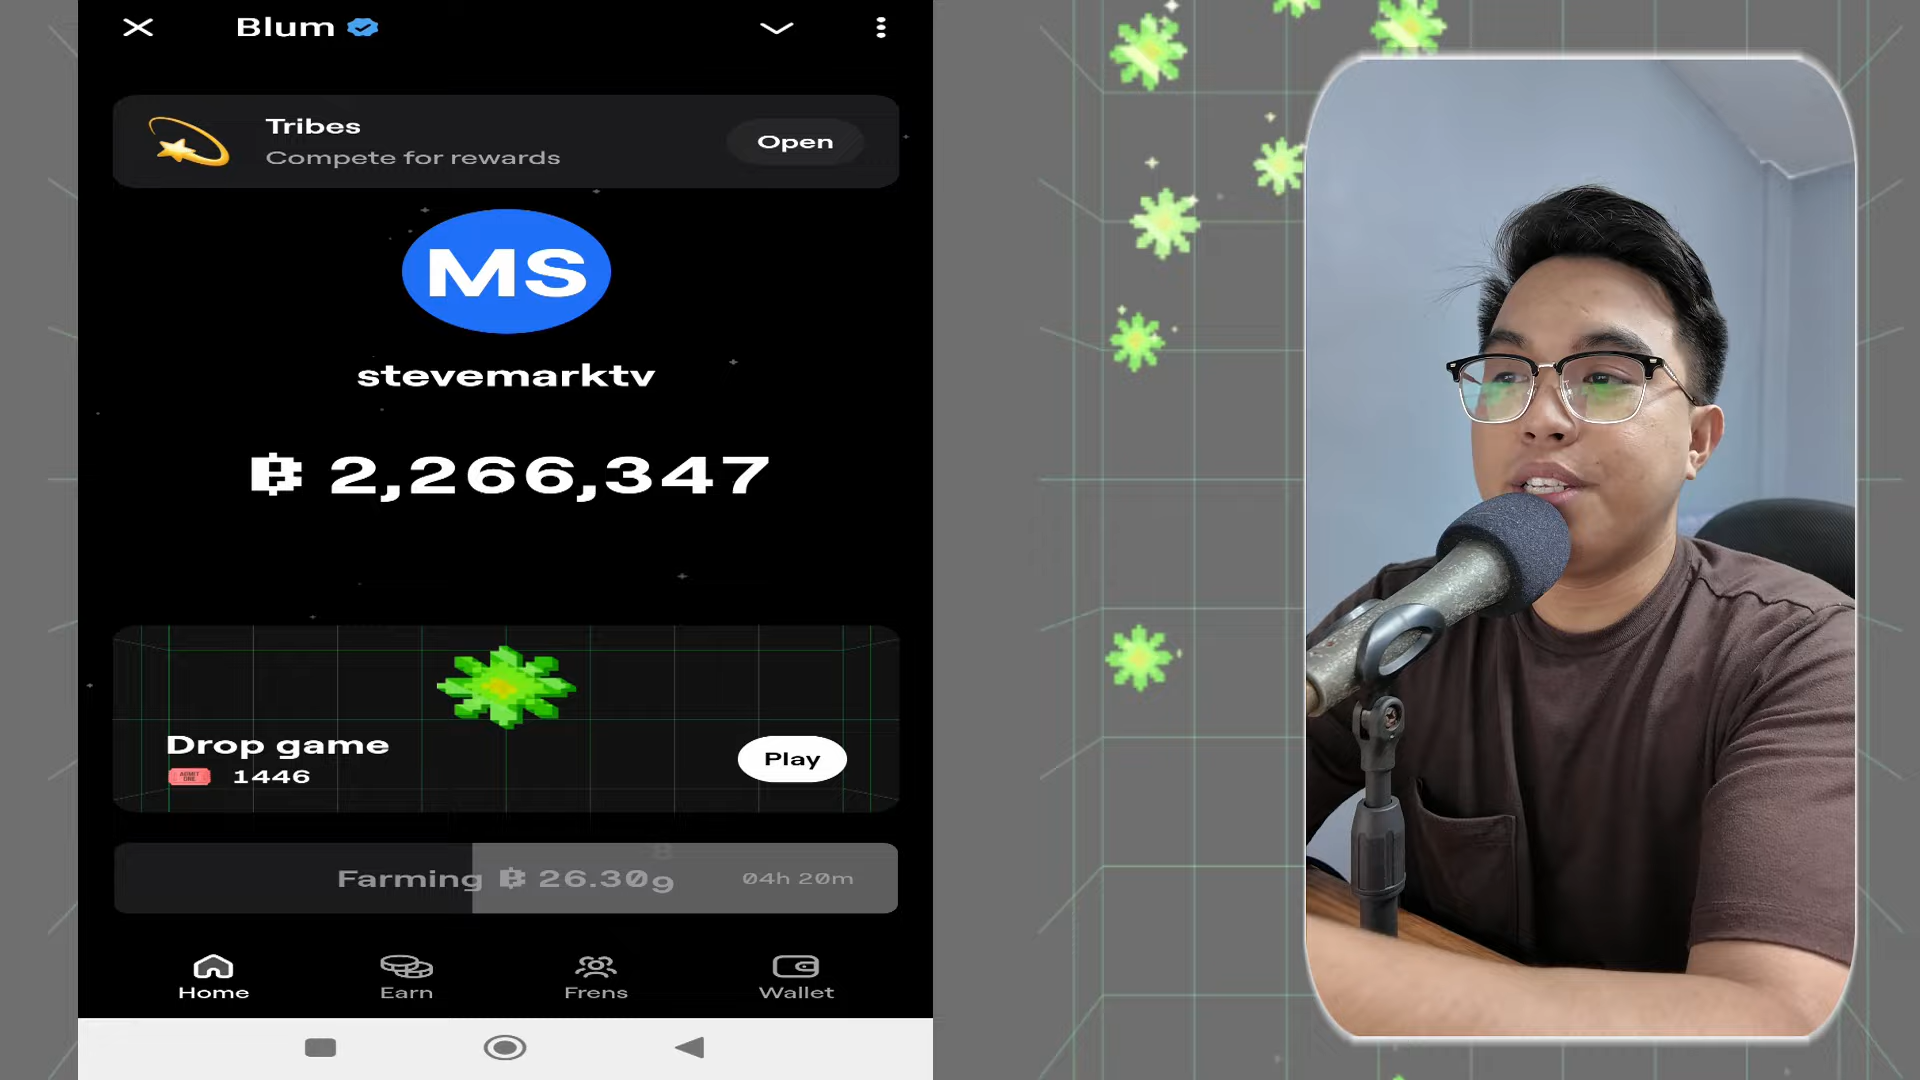 Blum
Tribes
Compete for rewards
Open
MS
stevemarktv
2,266,347
Drop game
1446
Play
Farming 26.30
04h 20m
Home
Earn
Frens
Wallet